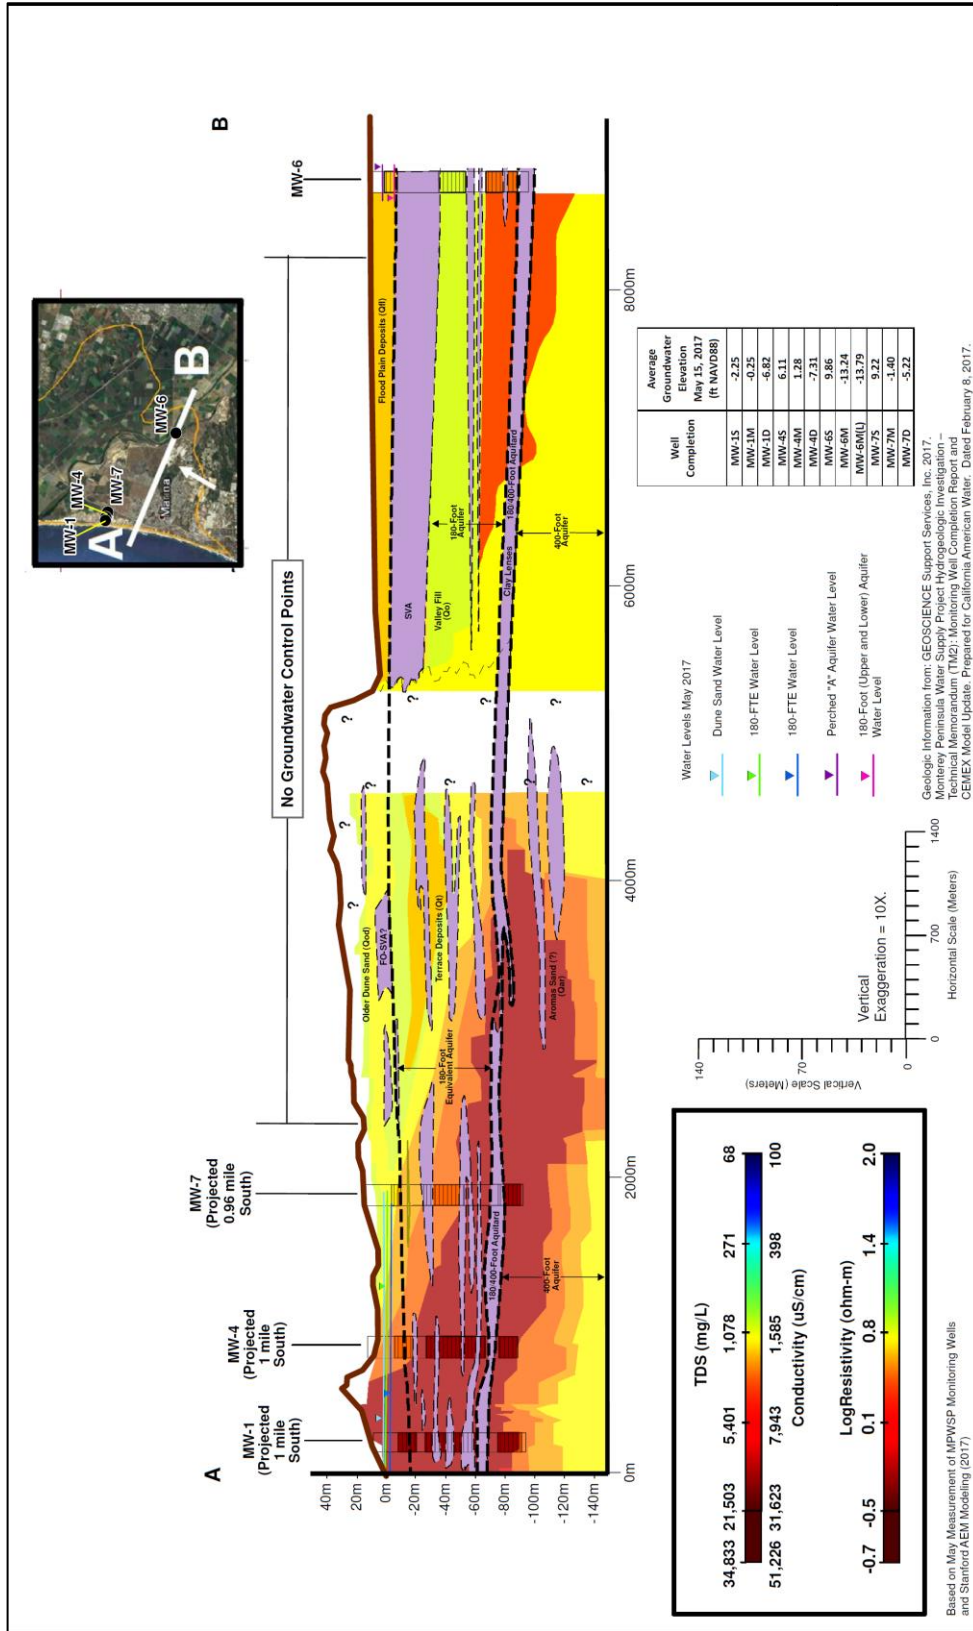 A
B
MW-1
(Projected
1 mile
South)
MW-4
(Projected
1 mile
South)
MW-7
(Projected
0.96 mile
South)
No Groundwater Control Points
MW-6
MW-1
MW-4
MW-7
MW-6
A
B
Marina
40m
20m
0m
-20m
-40m
-60m
-80m
-100m
-120m
-140m
0m
2000m
4000m
6000m
8000m
Older Dune Sand (Qod)
FO-SVA?
Terrace Deposits (Qt)
180-Foot
Equivalent Aquifer
180/400-Foot Aquitard
400-Foot
Aquifer
Aromas Sand (?)
(Qar)
?
?
?
?
?
?
?
?
?
?
Flood Plain Deposits (Qfl)
SVA
Valley Fill
(Qo)
180-Foot
Aquifer
Clay Lenses
180/400-Foot Aquitard
400-Foot
Aquifer
TDS (mg/L)
34,833 21,503 5,401 1,078 271 68
51,226 31,623 7,943 1,585 398 100
Conductivity (uS/cm)
LogResistivity (ohm-m)
-0.7 -0.5 0.1 0.8 1.4 2.0
Based on May Measurement of MPWSP Monitoring Wells
and Stanford AEM Modeling (2017)
140
70
0
Vertical Scale (Meters)
Vertical
Exaggeration = 10X.
0 700 1400
Horizontal Scale (Meters)
Water Levels May 2017
Dune Sand Water Level
180-FTE Water Level
180-FTE Water Level
Perched "A" Aquifer Water Level
180-Foot (Upper and Lower) Aquifer
Water Level
Well
Completion
Average
Groundwater
Elevation
May 15, 2017
(ft NAVD88)
MW-1S -2.25
MW-1M -0.25
MW-1D -6.82
MW-4S 6.11
MW-4M 1.28
MW-4D -7.31
MW-6S 9.86
MW-6M -13.24
MW-6M(L) -13.79
MW-7S 9.22
MW-7M -1.40
MW-7D -5.22
Geologic Information from: GEOSCIENCE Support Services, Inc. 2017.
Monterey Peninsula Water Supply Project Hydrogeologic Investigation –
Technical Memorandum (TM2): Monitoring Well Completion Report and
CEMEX Model Update. Prepared for California American Water. Dated February 8, 2017.